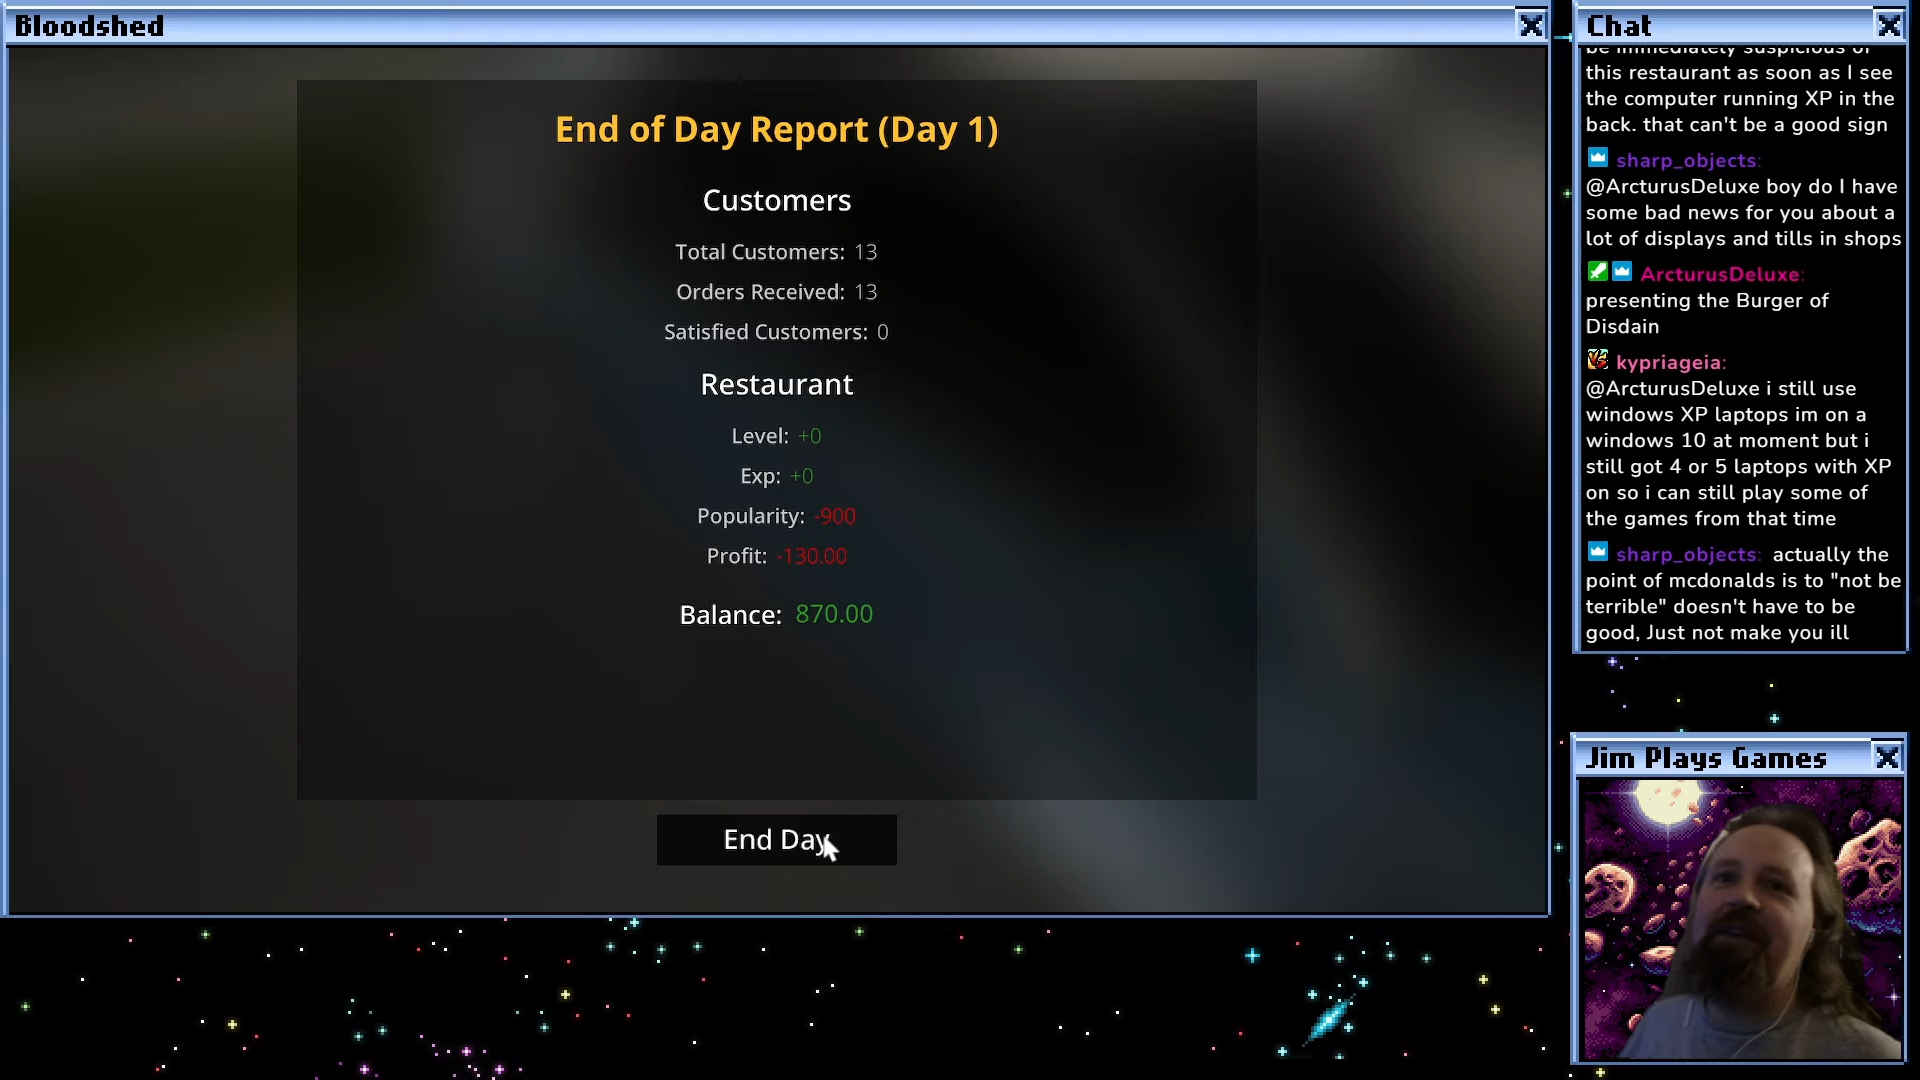 Bloodshed
End of Day Report (Day 1)
Customers
Total Customers: 13
Orders Received: 13
Satisfied Customers: 0
Restaurant
Level: +0
Exp: +0
Popularity: -900
Profit: -130.00
Balance: 870.00
End Day
Chat
be immediately suspicious of
this restaurant as soon as I see
the computer running XP in the
back. that can't be a good sign
sharp_objects:
@ArcturusDeluxe boy do I have
some bad news for you about a
lot of displays and tills in shops
ArcturusDeluxe:
presenting the Burger of
Disdain
kypriageia:
@ArcturusDeluxe i still use
windows XP laptops im on a
windows 10 at moment but i
still got 4 or 5 laptops with XP
on so i can still play some of
the games from that time
sharp_objects: actually the
point of mcdonalds is to "not be
terrible" doesn't have to be
good, Just not make you ill
Jim Plays Games